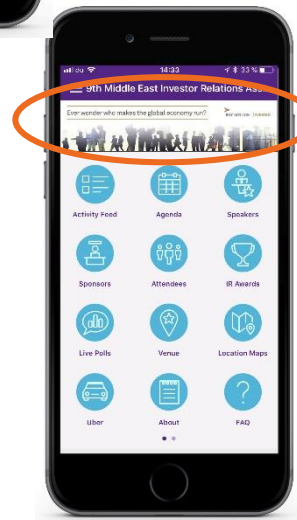 du 14:33 33 %
9th Middle East Investor Relations Ass
Ever wonder who makes the global economy run?
Activity Feed Agenda Speakers
Sponsors Attendees IR Awards
Live Polls Venue Location Maps
Uber About FAQ